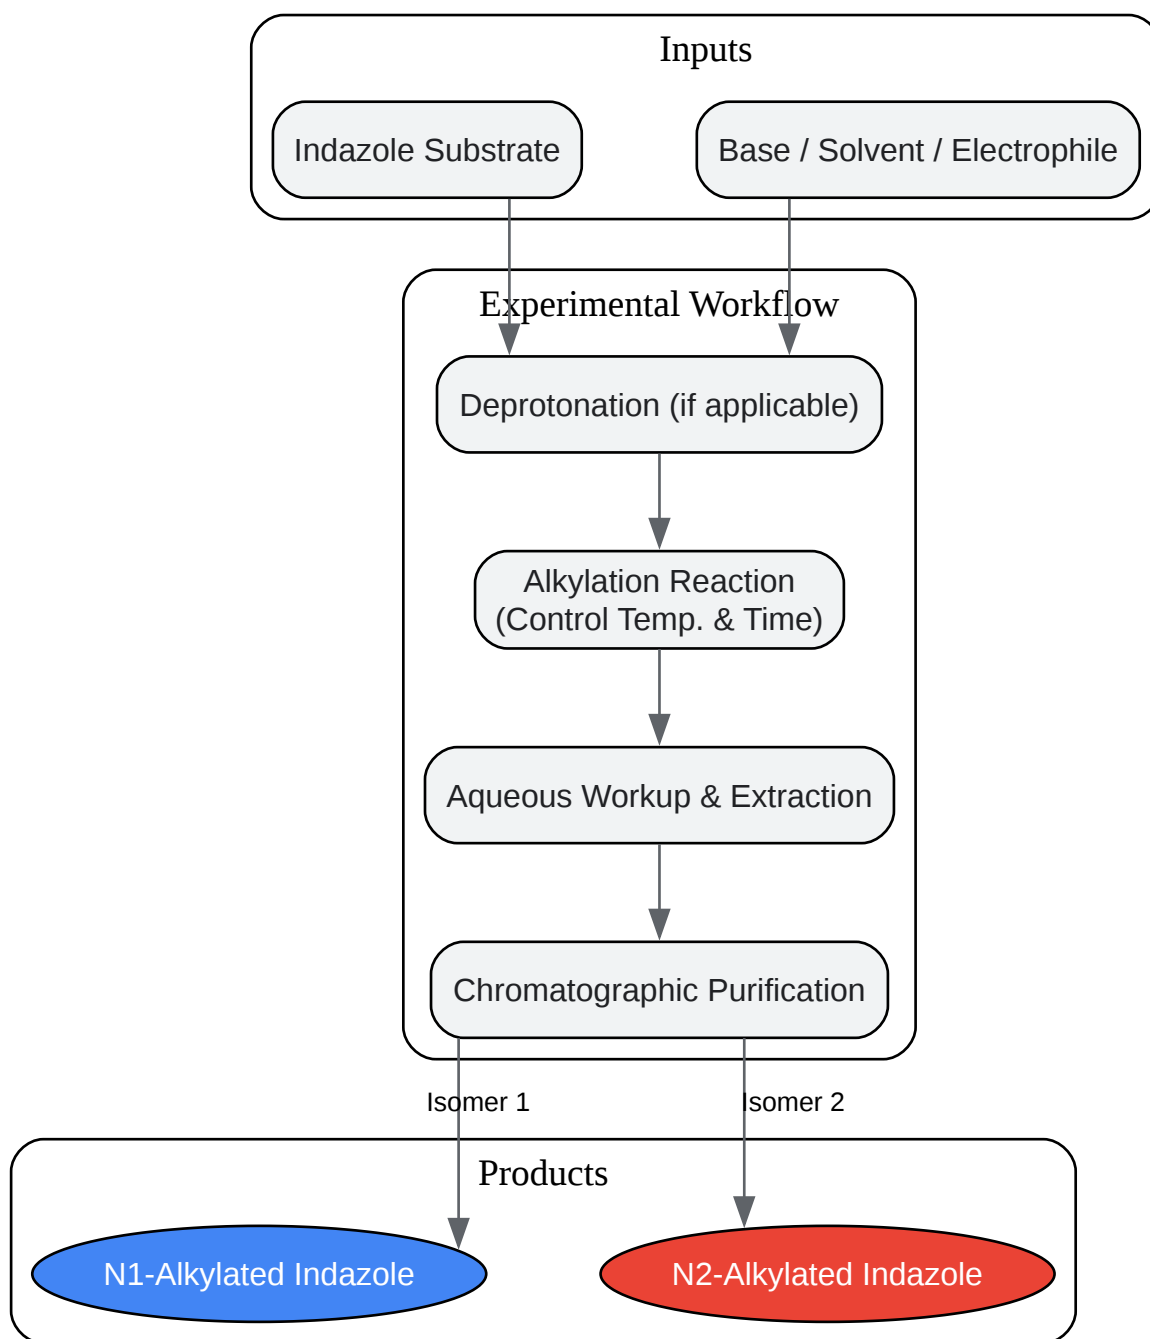 Inputs
Indazole Substrate
Base / Solvent / Electrophile
Experimental Workflow
Deprotonation (if applicable)
Alkylation Reaction
(Control Temp. & Time)
Aqueous Workup & Extraction
Chromatographic Purification
Isomer 1
Isomer 2
Products
N1-Alkylated Indazole
N2-Alkylated Indazole